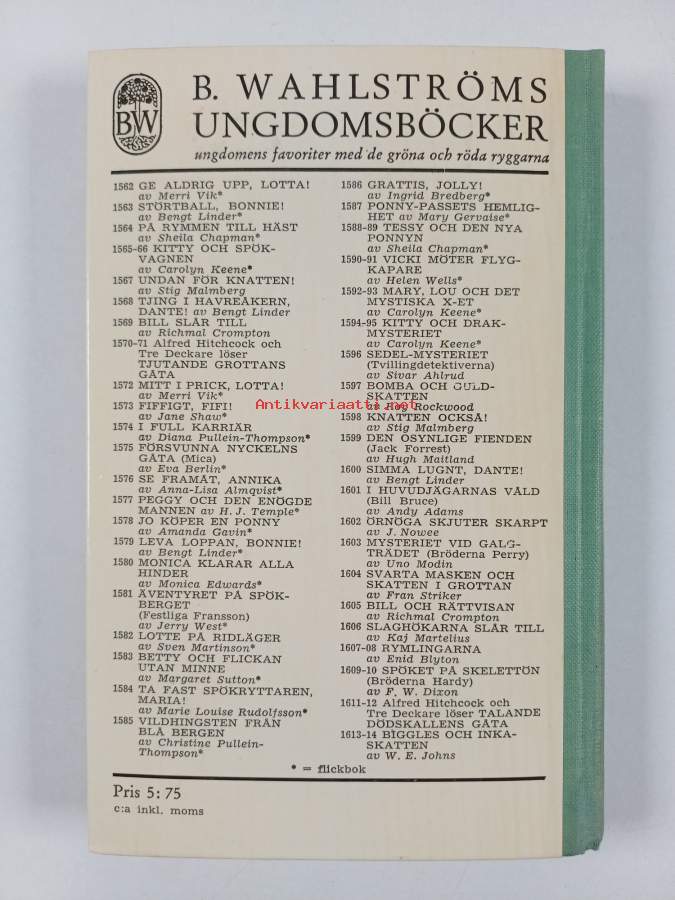 BW
B. WAHLSTRÖMS
UNGDOMSBÖCKER
ungdomens favoriter med de gröna och röda ryggarna
1562 GE ALDRIG UPP, LOTTA!
av Merri Vik*
1563 STÖRTBALL, BONNIE!
av Bengt Linder*
1564 PÅ RYMMEN TILL HÄST
av Sheila Chapman*
1565-66 KITTY OCH SPÖK-
VAGNEN
av Carolyn Keene*
1567 UNDAN FÖR KNATTEN!
av Stig Malmberg
1568 TJING I HAVREÅKERN,
DANTE! av Bengt Linder
1569 BILL SLÅR TILL
av Richmal Crompton
1570-71 Alfred Hitchcock och
Tre Deckare löser
TJUTANDE GROTTANS
GÅTA
1572 MITT I PRICK, LOTTA!
av Merri Vik*
1573 FIFFIGT, FIFI!
av Jane Shaw*
1574 I FULL KARRIÄR
av Diana Pullein-Thompson*
1575 FÖRSVUNNA NYCKELNS
GÅTA (Mica)
av Eva Berlin*
1576 SE FRAMÅT, ANNIKA
av Anna-Lisa Almqvist*
1577 PEGGY OCH DEN ENÖGDE
MANNEN av H. J. Temple*
1578 JO KÖPER EN PONNY
av Amanda Gavin*
1579 LEVA LOPPAN, BONNIE!
av Bengt Linder*
1580 MONICA KLARAR ALLA
HINDER
av Monica Edwards*
1581 ÄVENTYRET PÅ SPÖK-
BERGET
(Festliga Fransson)
av Jerry West*
1582 LOTTE PÅ RIDLÄGER
av Sven Martinson*
1583 BETTY OCH FLICKAN
UTAN MINNE
av Margaret Sutton*
1584 TA FAST SPÖKRYTTAREN,
MARIA!
av Marie Louise Rudolfsson*
1585 VILDHINGSTEN FRÅN
BLÅ BERGEN
av Christine Pullein-
Thompson*
1586 GRATTIS, JOLLY!
av Ingrid Bredberg*
1587 PONNY-PASSETS HEMLIG-
HET av Mary Gervaise*
1588-89 TESSY OCH DEN NYA
PONNYN
av Sheila Chapman*
1590-91 VICKI MÖTER FLYG-
KAPARE
av Helen Wells*
1592-93 MARY, LOU OCH DET
MYSTISKA X-ET
av Carolyn Keene*
1594-95 KITTY OCH DRAK-
MYSTERIET
av Carolyn Keene*
1596 SEDEL-MYSTERIET
(Tvillingdetektiverna)
av Sivar Ahlrud
1597 BOMBA OCH GULD-
SKATTEN
av Roy Rockwood
1598 KNATTEN OCKSÅ!
av Stig Malmberg
1599 DEN OSYNLIGE FIENDEN
(Jack Forrest)
av Hugh Maitland
1600 SIMMA LUGNT, DANTE!
av Bengt Linder
1601 I HUVUDJÄGARNAS VÅLD
(Bill Bruce)
av Andy Adams
1602 ÖRNÖGA SKJUTER SKARPT
av J. Nowee
1603 MYSTERIET VID GALG-
TRÄDET (Bröderna Perry)
av Uno Modin
1604 SVARTA MASKEN OCH
SKATTEN I GROTTAN
av Fran Striker
1605 BILL OCH RÄTTVISAN
av Richmal Crompton
1606 SLAGHÖKARNA SLÅR TILL
av Kaj Martelius
1607-08 RYMLINGARNA
av Enid Blyton
1609-10 SPÖKET PÅ SKELETTÖN
(Bröderna Hardy)
av F. W. Dixon
1611-12 Alfred Hitchcock och
Tre Deckare löser TALANDE
DÖDSKALLENS GÅTA
1613-14 BIGGLES OCH INKA-
SKATTEN
av W. E. Johns
* = flickbok
Pris 5:75
c:a inkl. moms
Antikvariaatti.net